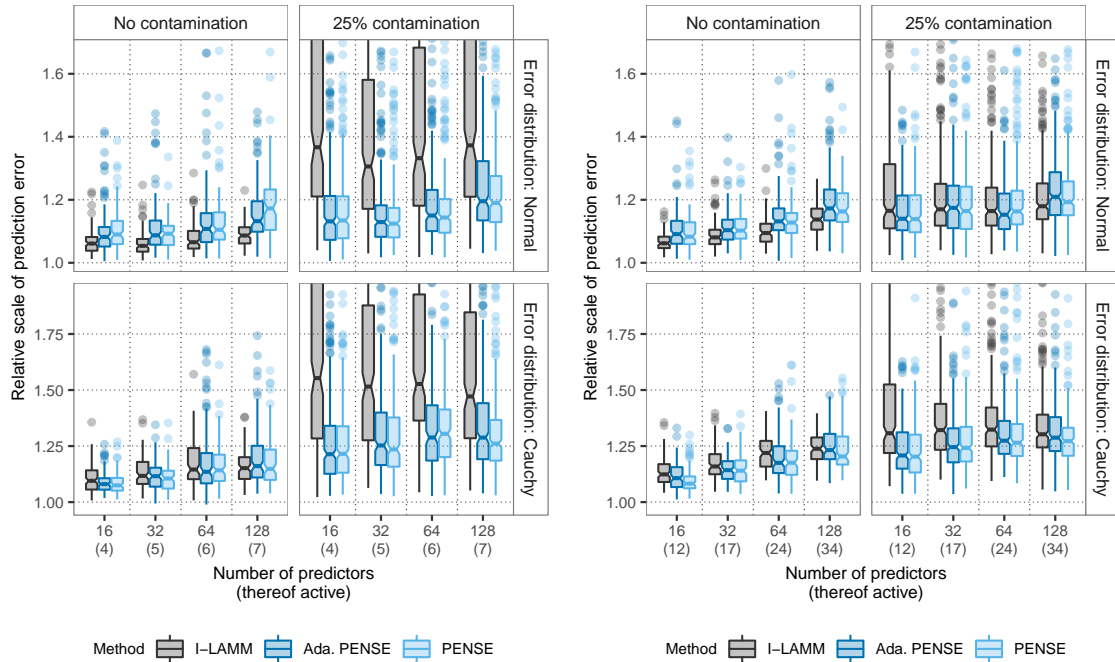 No contamination
25% contamination
Relative scale of prediction error
1.6
1.4
1.2
1.0
Error distribution: Normal
1.75
1.50
1.25
1.00
Error distribution: Cauchy
16 32 64 128 16 32 64 128
(4) (5) (6) (7) (4) (5) (6) (7)
Number of predictors
(thereof active)
Method I−LAMM Ada. PENSE PENSE
No contamination
25% contamination
Relative scale of prediction error
1.6
1.4
1.2
1.0
Error distribution: Normal
1.75
1.50
1.25
1.00
Error distribution: Cauchy
16 32 64 128 16 32 64 128
(12) (17) (24) (34) (12) (17) (24) (34)
Number of predictors
(thereof active)
Method I−LAMM Ada. PENSE PENSE